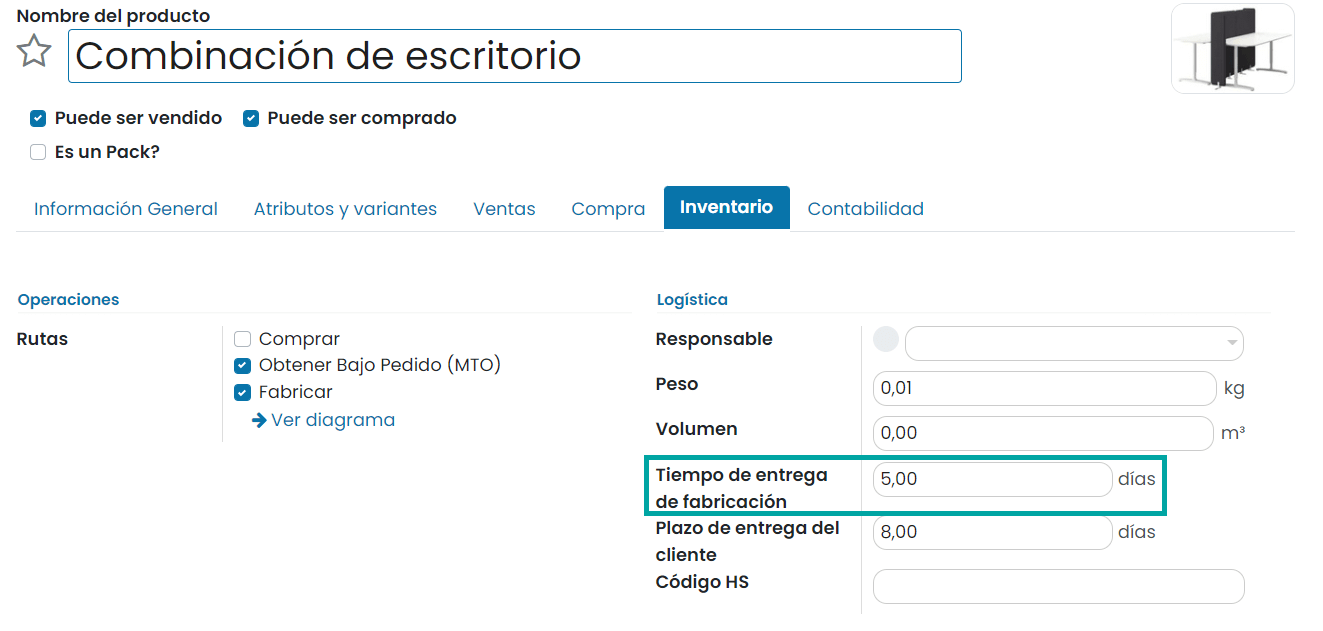 Nombre del producto
Combinación de escritorio
Puede ser vendido Puede ser comprado
Es un Pack?
Información General Atributos y variantes Ventas Compra Inventario Contabilidad
Operaciones
Rutas
Comprar
Obtener Bajo Pedido (MTO)
Fabricar
Ver diagrama
Logística
Responsable
Peso 0,01 kg
Volumen 0,00 m³
Tiempo de entrega
de fabricación 5,00 días
Plazo de entrega del
cliente 8,00 días
Código HS